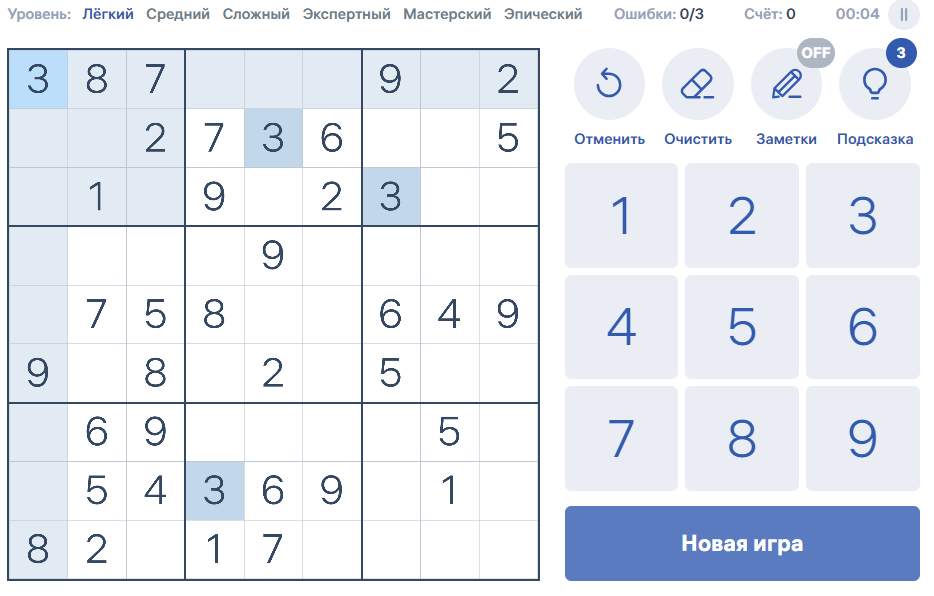 Уровень: Лёгкий Средний Сложный Экспертный Мастерский Эпический Ошибки: 0/3 Счёт: 0 00:04
OFF 3
Отменить Очистить Заметки Подсказка
3 8 7 9 2
2 7 3 6 5
1 9 2 3
9
7 5 8 6 4 9
9 8 2 5
6 9 5
5 4 3 6 9 1
8 2 1 7
1 2 3
4 5 6
7 8 9
Новая игра